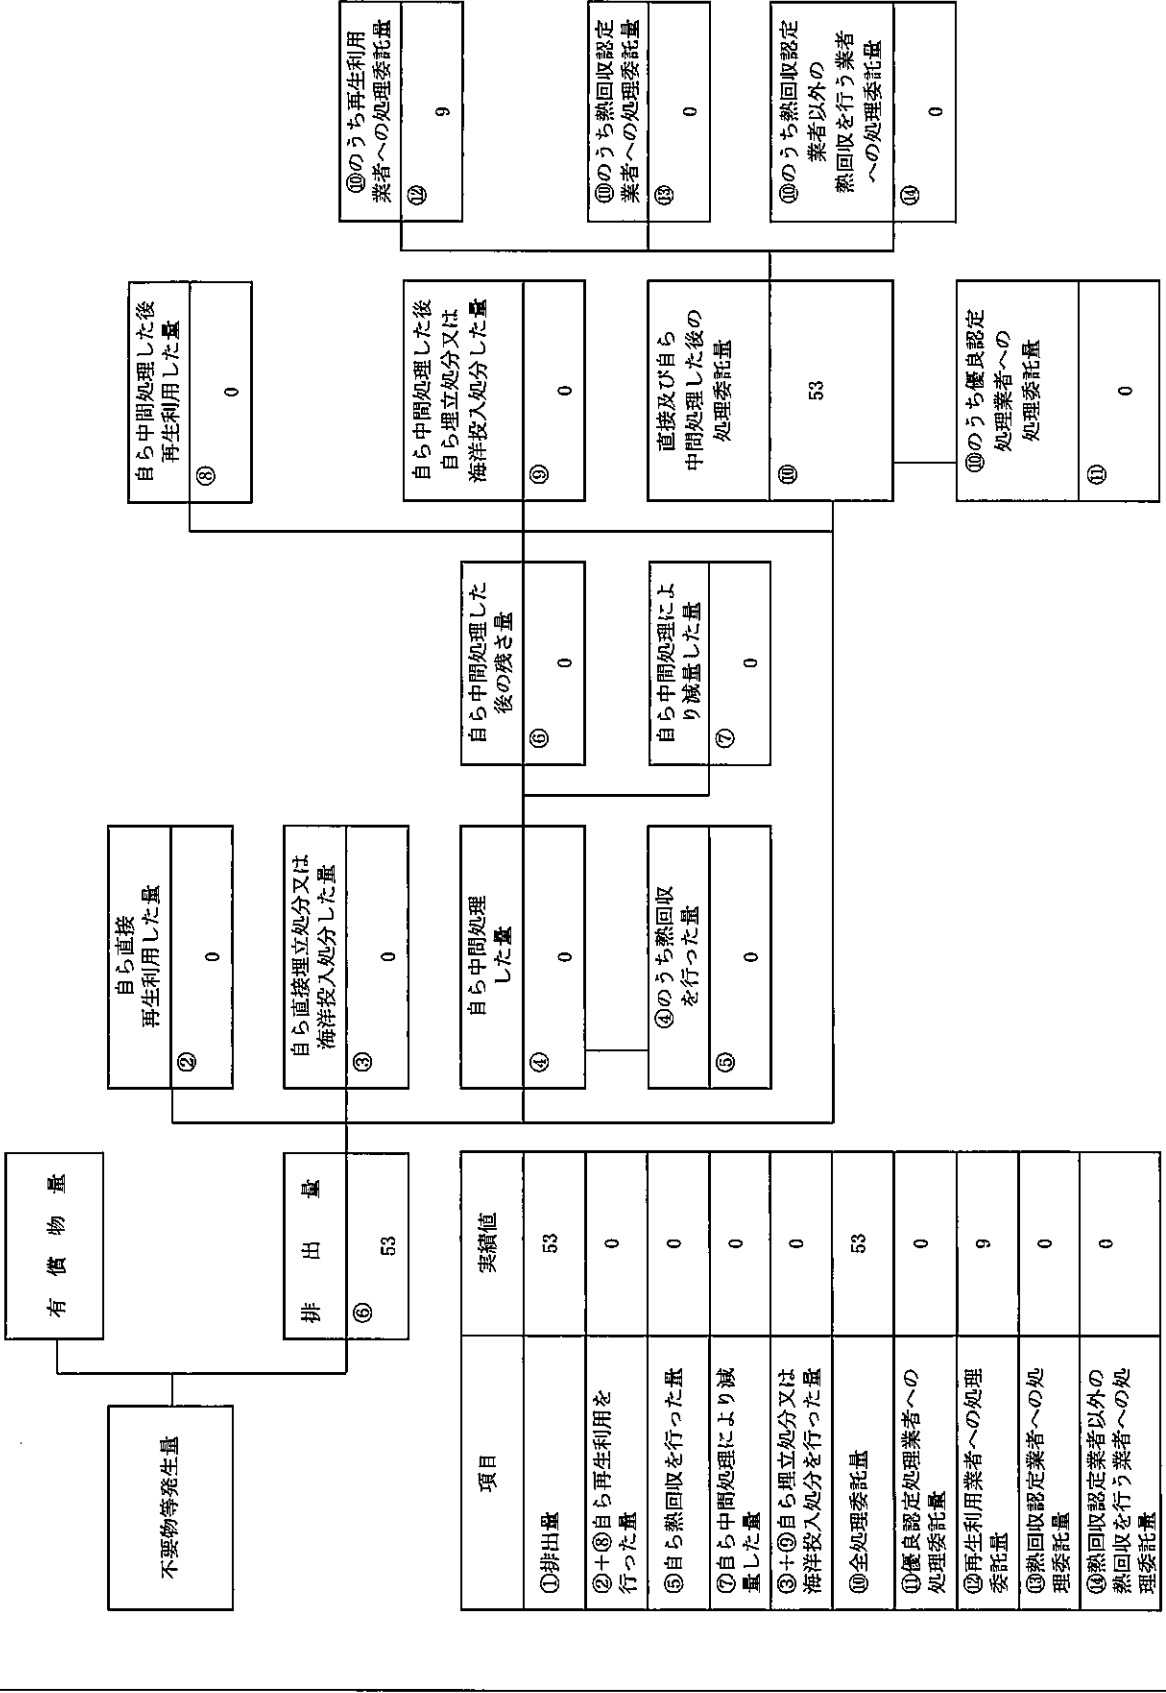 不要物等発生量
有償物量
排出量
⑥
53
自ら直接
再生利用した量
②
0
自ら直接埋立処分又は
海洋投入処分した量
③
0
自ら中間処理
した量
④
0
④のうち熱回収
を行った量
⑤
0
自ら中間処理した
後の残さ量
⑥
0
自ら中間処理によ
り減量した量
⑦
0
自ら中間処理した後
再生利用した量
⑧
0
自ら中間処理した後
自ら埋立処分又は
海洋投入処分した量
⑨
0
直接及び自ら
中間処理した後の
処理委託量
⑩
53
⑩のうち優良認定
処理業者への
処理委託量
⑪
0
⑩のうち再生利用
業者への処理委託量
⑫
9
⑩のうち熱回収認定
業者への処理委託量
⑬
0
⑩のうち熱回収認定
業者以外の
熱回収を行う業者
への処理委託量
⑭
0
項目 実績値
①排出量 53
②+⑧自ら再生利用を
行った量 0
⑤自ら熱回収を行った量 0
⑦自ら中間処理により減
量した量 0
③+⑨自ら埋立処分又は
海洋投入処分を行った量 0
⑩全処理委託量 53
⑪優良認定処理業者への
処理委託量 0
⑫再生利用業者への処理
委託量 9
⑬熱回収認定業者への処
理委託量 0
⑭熱回収認定業者以外の
熱回収を行う業者への処
理委託量 0